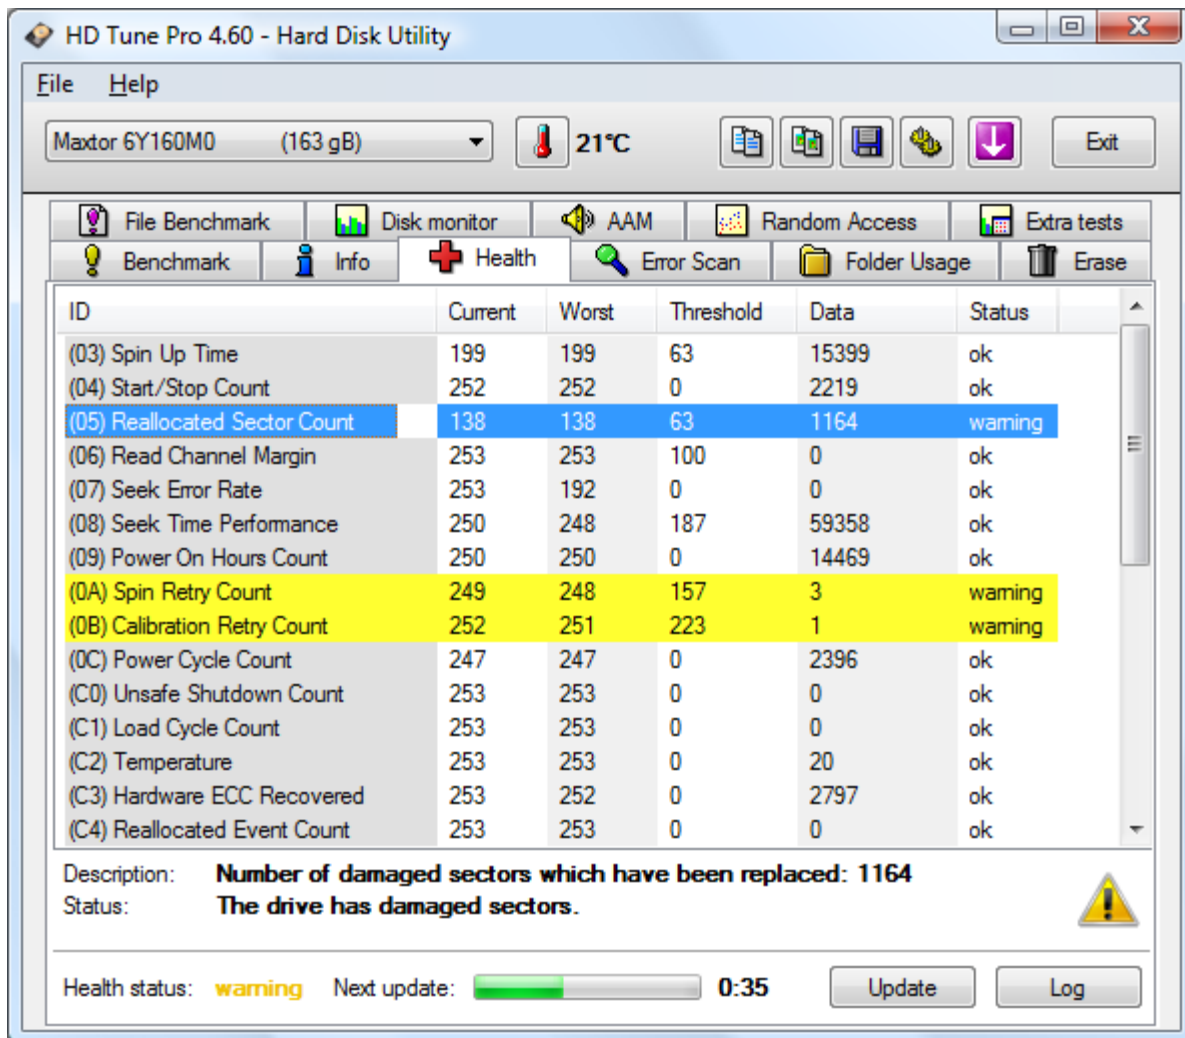 HD Tune Pro 4.60 - Hard Disk Utility
File Help
Maxtor 6Y160M0 (163 gB) 21°C Exit
File Benchmark Disk monitor AAM Random Access Extra tests
Benchmark Info Health Error Scan Folder Usage Erase
ID Current Worst Threshold Data Status
(03) Spin Up Time 199 199 63 15399 ok
(04) Start/Stop Count 252 252 0 2219 ok
(05) Reallocated Sector Count 138 138 63 1164 warning
(06) Read Channel Margin 253 253 100 0 ok
(07) Seek Error Rate 253 192 0 0 ok
(08) Seek Time Performance 250 248 187 59358 ok
(09) Power On Hours Count 250 250 0 14469 ok
(0A) Spin Retry Count 249 248 157 3 warning
(0B) Calibration Retry Count 252 251 223 1 warning
(0C) Power Cycle Count 247 247 0 2396 ok
(C0) Unsafe Shutdown Count 253 253 0 0 ok
(C1) Load Cycle Count 253 253 0 0 ok
(C2) Temperature 253 253 0 20 ok
(C3) Hardware ECC Recovered 253 252 0 2797 ok
(C4) Reallocated Event Count 253 253 0 0 ok
Description: Number of damaged sectors which have been replaced: 1164
Status: The drive has damaged sectors.
Health status: warning Next update: 0:35 Update Log